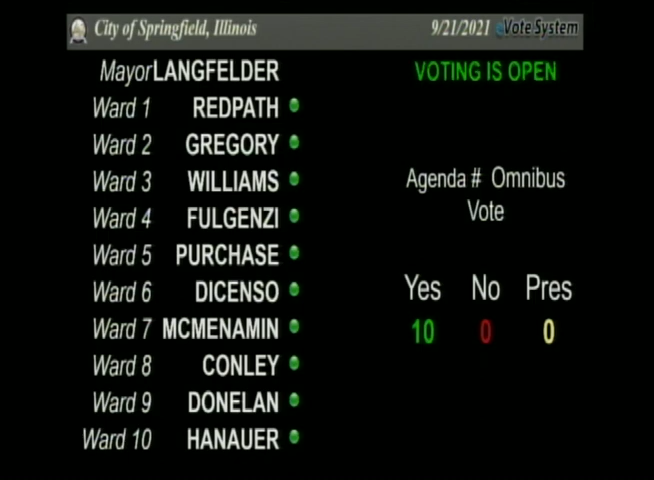 City of Springfield, Illinois 9/21/2021 eVote System
Mayor LANGFELDER VOTING IS OPEN
Ward 1 REDPATH
Ward 2 GREGORY
Ward 3 WILLIAMS
Ward 4 FULGENZI
Ward 5 PURCHASE
Ward 6 DICENSO
Ward 7 MCMENAMIN
Ward 8 CONLEY
Ward 9 DONELAN
Ward 10 HANAUER
Agenda # Omnibus
Vote
Yes No Pres
10 0 0